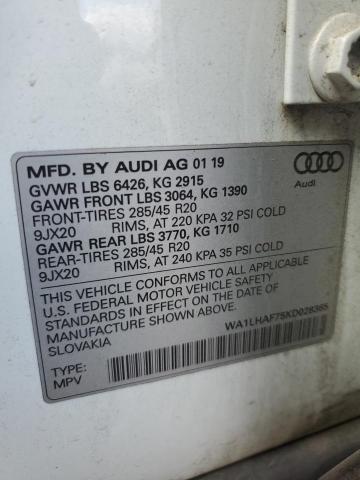 MFD. BY AUDI AG 01 19
GVWR LBS 6426, KG 2915
GAWR FRONT LBS 3064, KG 1390
FRONT-TIRES 285/45 R20
9JX20 RIMS, AT 220 KPA 32 PSI COLD
GAWR REAR LBS 3770, KG 1710
REAR-TIRES 285/45 R20
9JX20 RIMS, AT 240 KPA 35 PSI COLD
Audi
THIS VEHICLE CONFORMS TO ALL APPLICABLE
U.S. FEDERAL MOTOR VEHICLE SAFETY
STANDARDS IN EFFECT ON THE DATE OF
MANUFACTURE SHOWN ABOVE.
SLOVAKIA
WA1LHAF7SKD028365
TYPE:
MPV